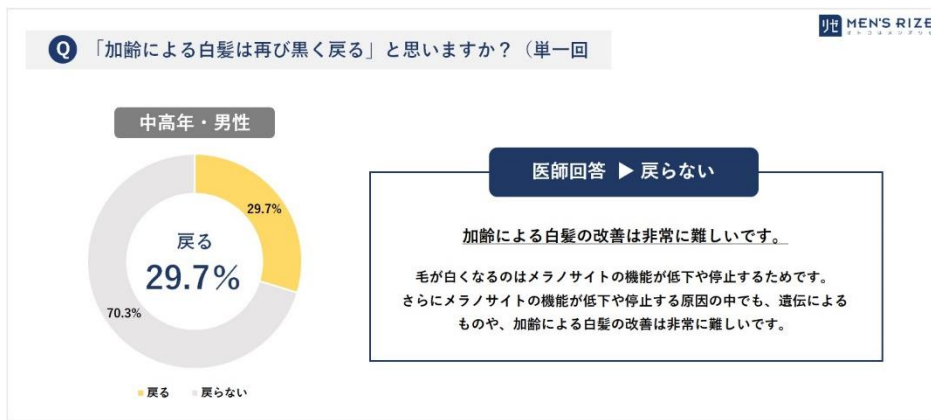 MEN'S RIZE
Q 「加齢による白髪は再び黒く戻る」と思いますか？（単一回
中高年・男性
29.7%
戻る
29.7%
70.3%
戻る 戻らない
医師回答 ▶ 戻らない
加齢による白髪の改善は非常に難しいです。
毛が白くなるのはメラノサイトの機能が低下や停止するためです。
さらにメラノサイトの機能が低下や停止する原因の中でも、遺伝による
ものや、加齢による白髪の改善は非常に難しいです。